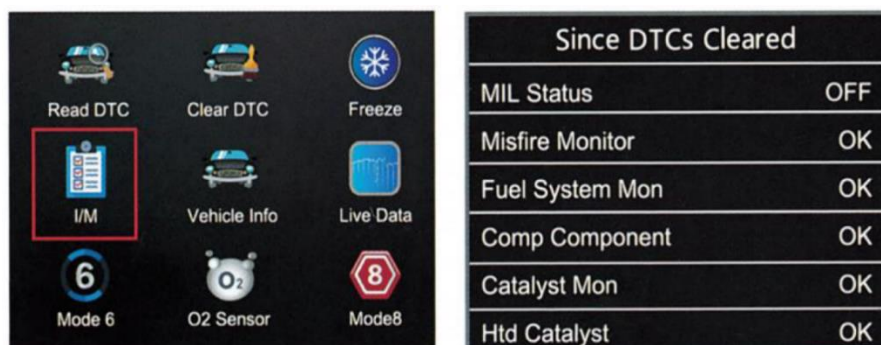 Read DTC
Clear DTC
Freeze
I/M
Vehicle Info
Live Data
6
O2
8
Mode 6
O2 Sensor
Mode8
Since DTCs Cleared
MIL Status OFF
Misfire Monitor OK
Fuel System Mon OK
Comp Component OK
Catalyst Mon OK
Htd Catalyst OK